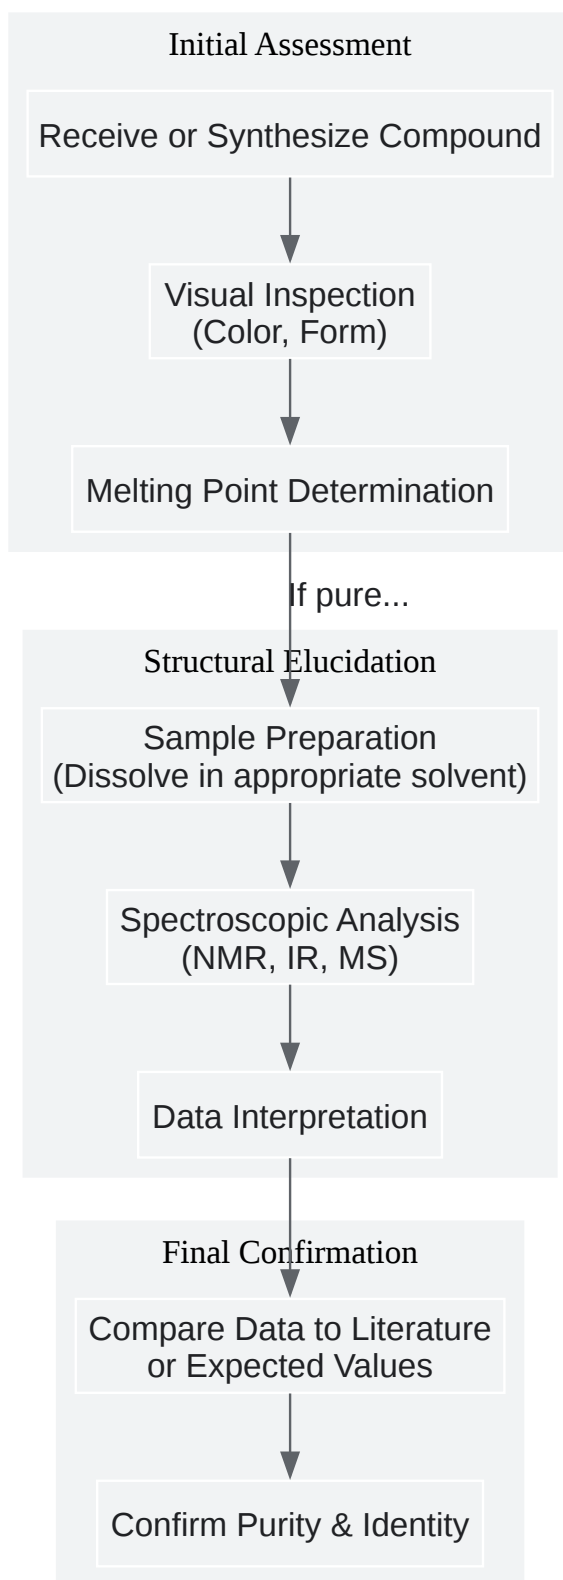 Initial Assessment
Receive or Synthesize Compound
Visual Inspection
(Color, Form)
Melting Point Determination
If pure...
Structural Elucidation
Sample Preparation
(Dissolve in appropriate solvent)
Spectroscopic Analysis
(NMR, IR, MS)
Data Interpretation
Final Confirmation
Compare Data to Literature
or Expected Values
Confirm Purity & Identity